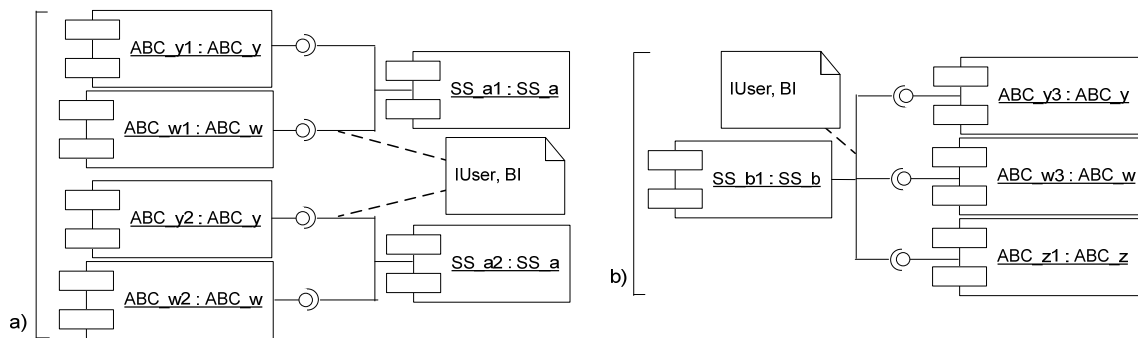 ABC_y1 : ABC_y
SS_a1 : SS_a
ABC_w1 : ABC_w
IUser, BI
ABC_y2 : ABC_y
SS_a2 : SS_a
ABC_w2 : ABC_w
a)
IUser, BI
ABC_y3 : ABC_y
SS_b1 : SS_b
ABC_w3 : ABC_w
ABC_z1 : ABC_z
b)